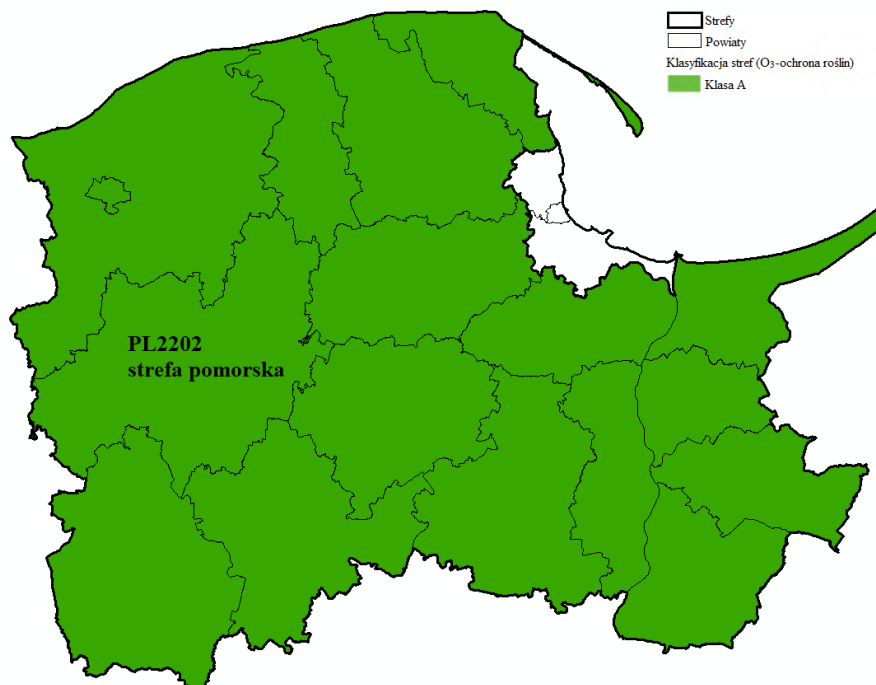 Strefy
Powiaty
Klasyfikacja stref (O₃-ochrona roślin)
Klasa A
PL2202
strefa pomorska